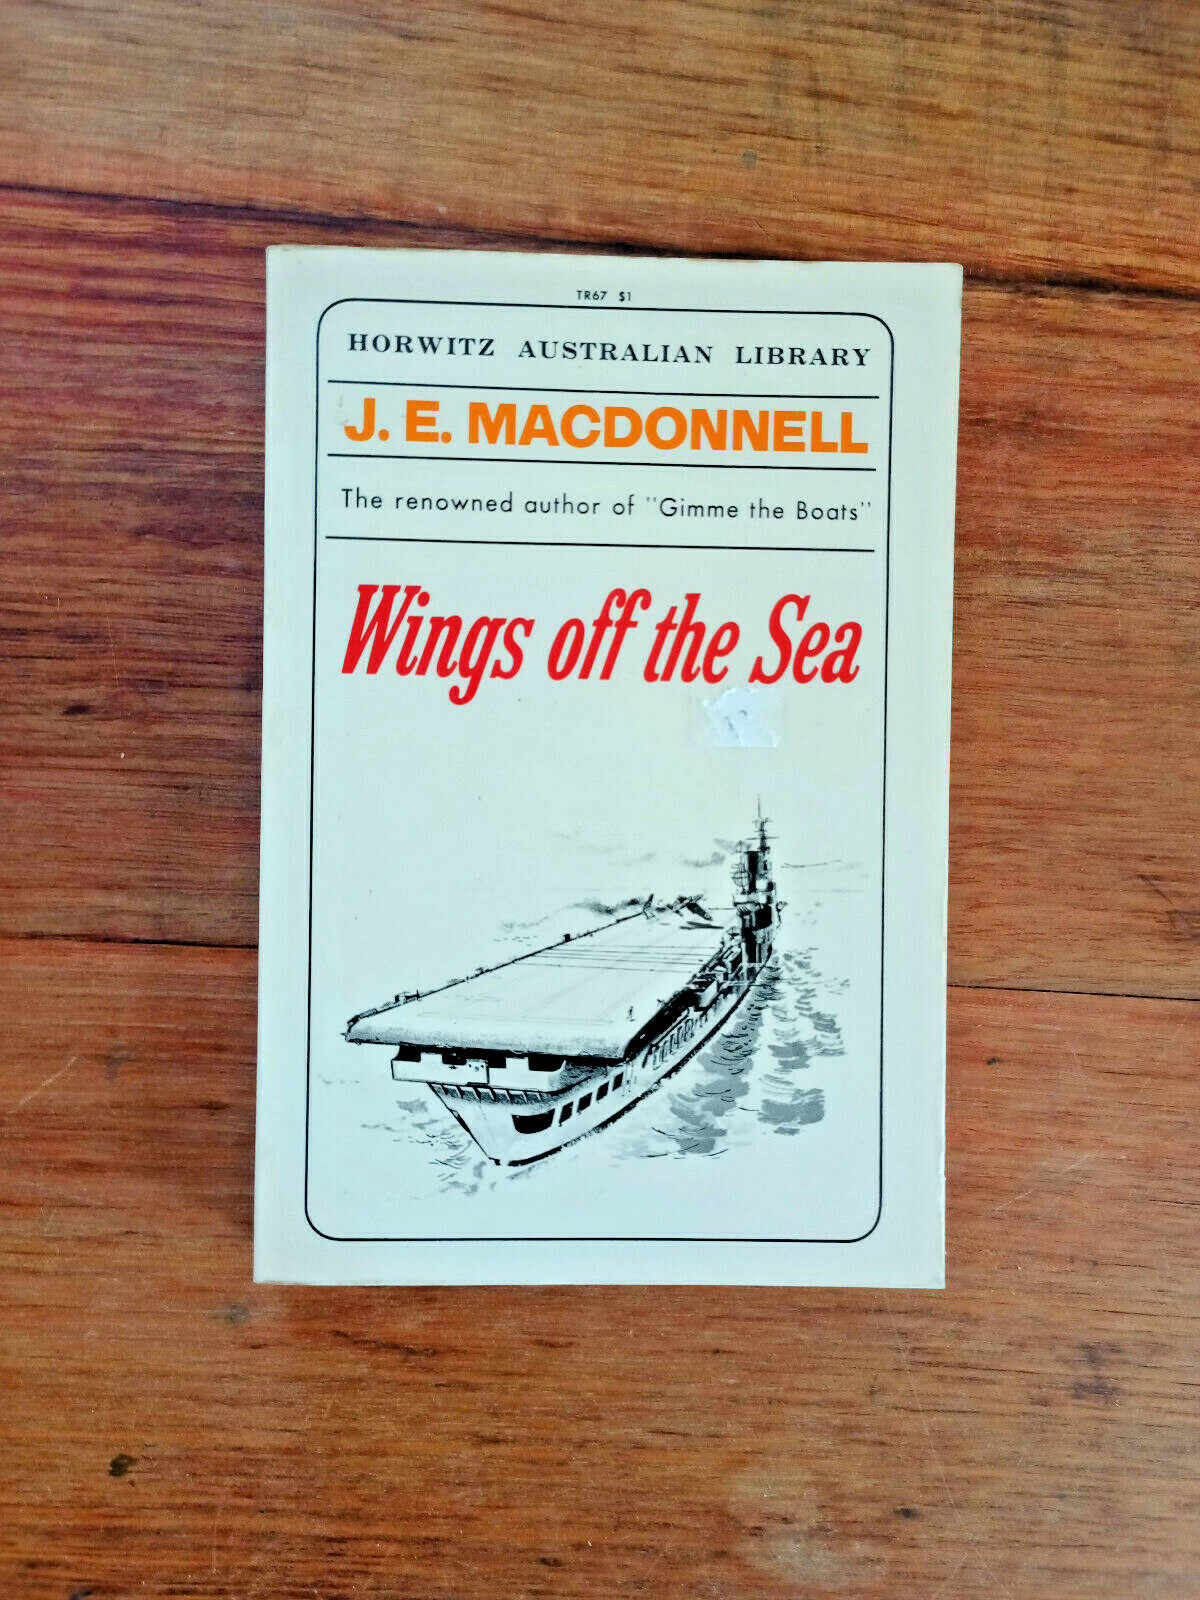 TR67 $1
HORWITZ AUSTRALIAN LIBRARY
J. E. MACDONNELL
The renowned author of "Gimme the Boats"
Wings off the Sea